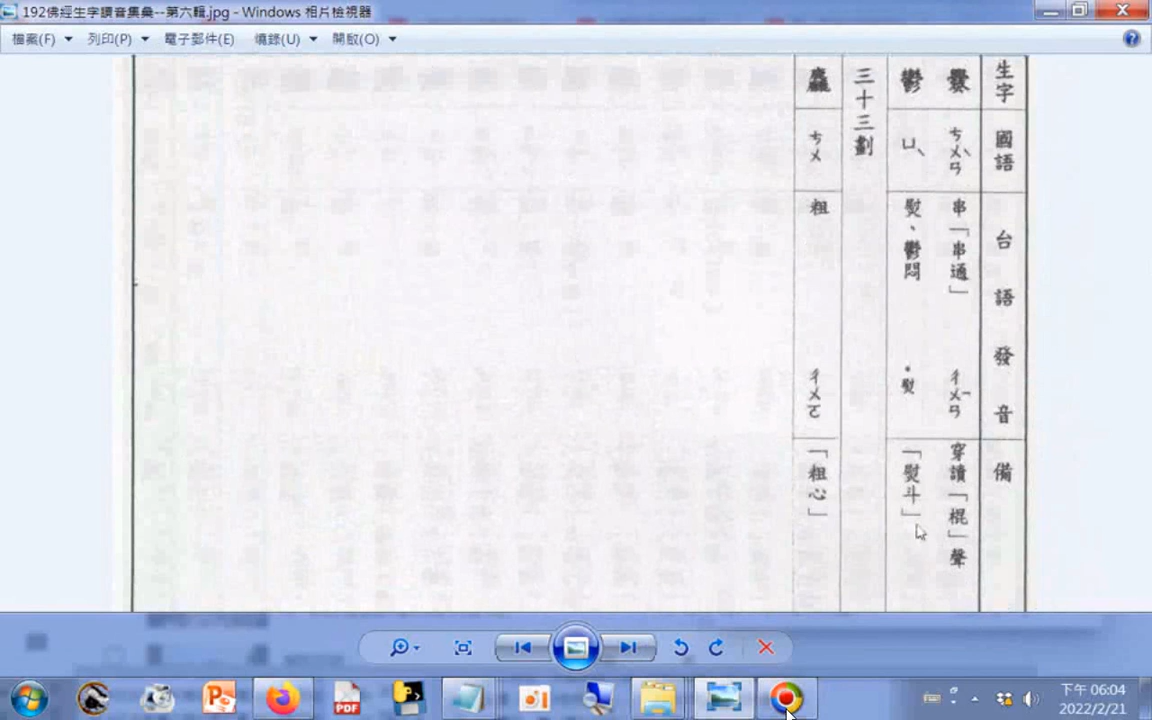 192佛經生字讀音集彙--第六輯.jpg - Windows 相片檢視器
檔案(F) 列印(P) 電子郵件(E) 燒錄(U) 開啟(O)
生字 國語 台語發音 備
爨 ㄘㄨㄢˋ 串「串通」 ㄔㄨㄢ 穿讀「棍」聲
鬱 ㄩˋ 熨、鬱悶 •熨 「熨斗」
三十三劃
麤 ㄘㄨ 粗 ㄔㄨㄛ 「粗心」
PDF
下午 06:04
2022/2/21